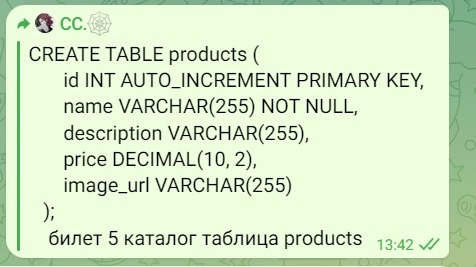 CC.🕸
CREATE TABLE products (
id INT AUTO_INCREMENT PRIMARY KEY,
name VARCHAR(255) NOT NULL,
description VARCHAR(255),
price DECIMAL(10, 2),
image_url VARCHAR(255)
);
билет 5 каталог таблица products 13:42